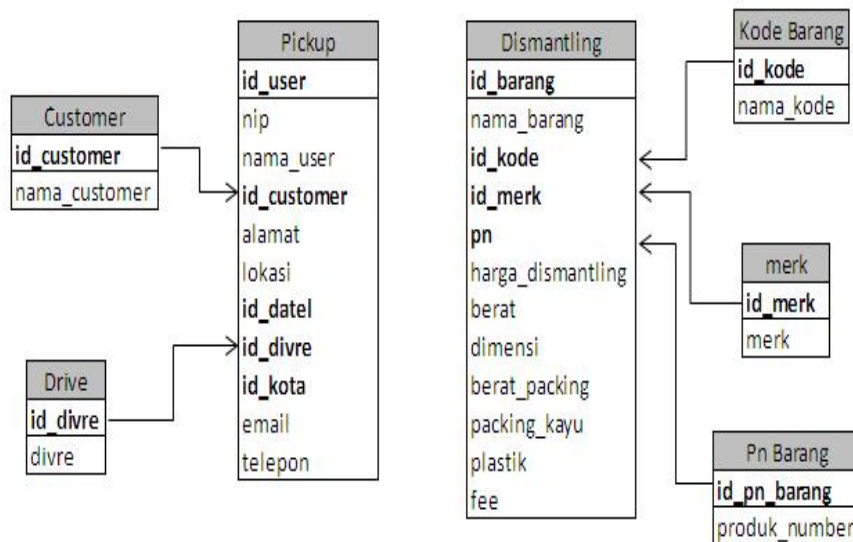 Customer
id_customer
nama_customer
Drive
id_divre
divre
Pickup
id_user
nip
nama_user
id_customer
alamat
lokasi
id_datel
id_divre
id_kota
email
telepon
Dismantling
id_barang
nama_barang
id_kode
id_merk
pn
harga_dismantling
berat
dimensi
berat_packing
packing_kayu
plastik
fee
Kode Barang
id_kode
nama_kode
merk
id_merk
merk
Pn Barang
id_pn_barang
produk_number